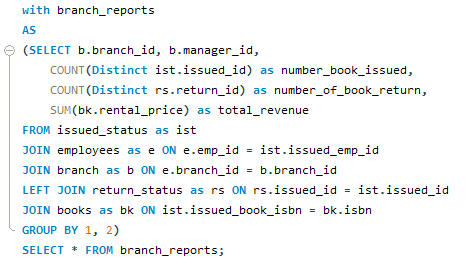 with branch_reports
AS
(SELECT b.branch_id, b.manager_id,
COUNT(Distinct ist.issued_id) as number_book_issued,
COUNT(Distinct rs.return_id) as number_of_book_return,
SUM(bk.rental_price) as total_revenue
FROM issued_status as ist
JOIN employees as e ON e.emp_id = ist.issued_emp_id
JOIN branch as b ON e.branch_id = b.branch_id
LEFT JOIN return_status as rs ON rs.issued_id = ist.issued_id
JOIN books as bk ON ist.issued_book_isbn = bk.isbn
GROUP BY 1, 2)
SELECT * FROM branch_reports;